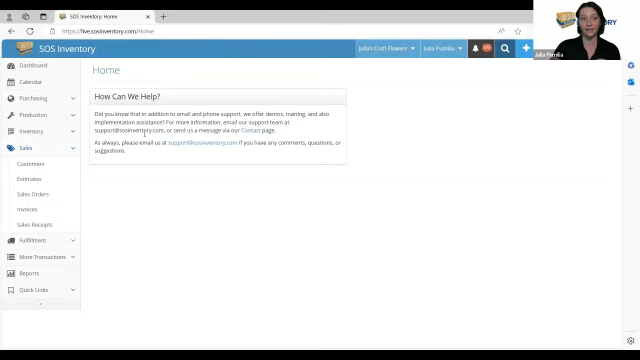 SOS Inventory: Home
https://live.sosinventory.com/Home
SOS Inventory
Julia's Craft Flowers
Julia Pumilia
Julia Pumilia
Dashboard
Calendar
Purchasing
Production
Inventory
Sales
Customers
Estimates
Sales Orders
Invoices
Sales Receipts
Fulfillment
More Transactions
Reports
Quick Links
Home
How Can We Help?
Did you know that in addition to email and phone support, we offer demos, training, and also
implementation assistance? For more information, email our support team at
support@sosinventory.com, or send us a message via our Contact page.
As always, please email us at support@sosinventory.com if you have any comments, questions, or
suggestions.